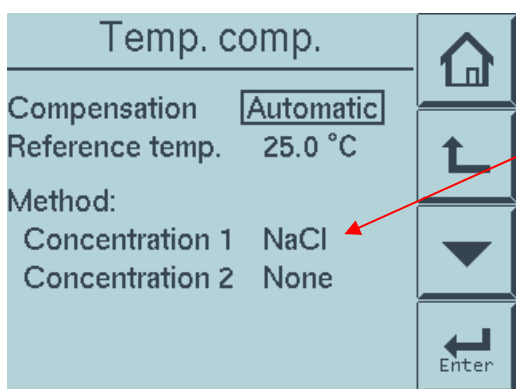 Temp. comp.
Compensation Automatic
Reference temp. 25.0 °C
Method:
Concentration 1 NaCl
Concentration 2 None
Enter